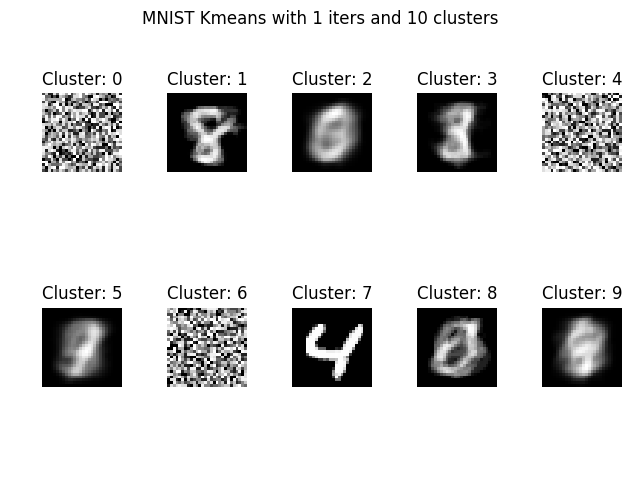 MNIST Kmeans with 1 iters and 10 clusters
Cluster: 0 Cluster: 1 Cluster: 2 Cluster: 3 Cluster: 4
Cluster: 5 Cluster: 6 Cluster: 7 Cluster: 8 Cluster: 9
4